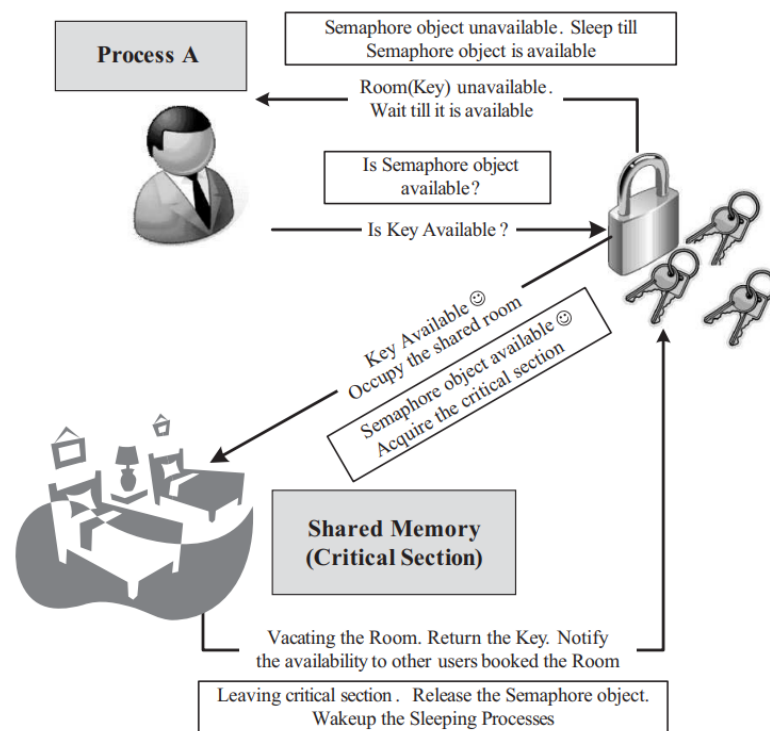 Semaphore object unavailable. Sleep till
Semaphore object is available
Process A
Room(Key) unavailable.
Wait till it is available
Is Semaphore object
available?
Is Key Available ?
Key Available ☺
Occupy the shared room
Semaphore object available ☺
Acquire the critical section
Shared Memory
(Critical Section)
Vacating the Room. Return the Key. Notify
the availability to other users booked the Room
Leaving critical section. Release the Semaphore object.
Wakeup the Sleeping Processes